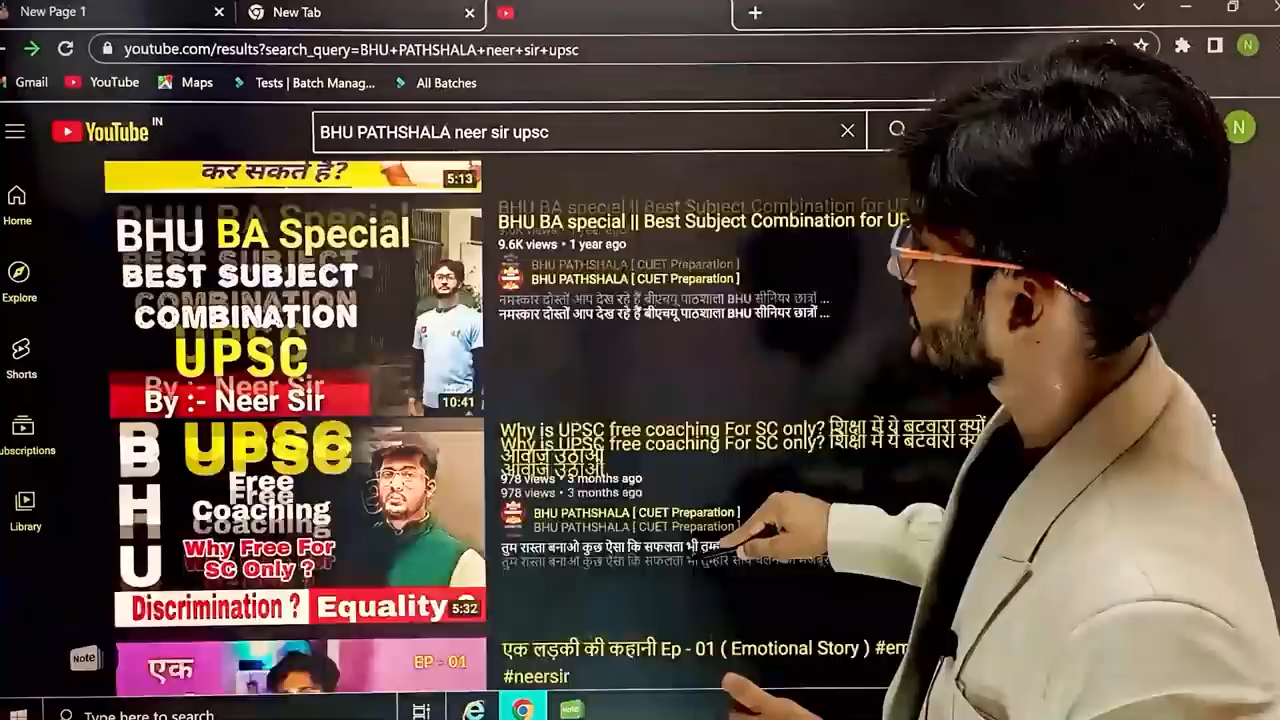 New Page 1
New Tab
youtube.com/results?search_query=BHU+PATHSHALA+neer+sir+upsc
N
Gmail
YouTube
Maps
Tests | Batch Manag...
All Batches
YouTube IN
BHU PATHSHALA neer sir upsc
N
Home
Explore
Shorts
Library
कर सकते हैं?
5:13
BHU BA Special
BEST SUBJECT
COMBINATION
UPSC
By :- Neer Sir
10:41
BHU BA special || Best Subject Combination for UP
9.6K views • 1 year ago
BHU PATHSHALA [ CUET Preparation ]
नमस्कार दोस्तों आप देख रहे हैं बीएचयू पाठशाला BHU सीनियर छात्रों ...
BHU
UPSC
Free
Coaching
Why Free For
SC Only ?
Discrimination ?
Equality ?
5:32
Why is UPSC free coaching For SC only? शिक्षा में ये बटवारा क्यों
आवाज उठाओ
978 views • 3 months ago
BHU PATHSHALA [ CUET Preparation ]
तुम रास्ता बनाओ कुछ ऐसा कि सफलता भी
एक
EP - 01
एक लड़की की कहानी Ep - 01 ( Emotional Story ) #em
#neersir
Note
Type here to search
note